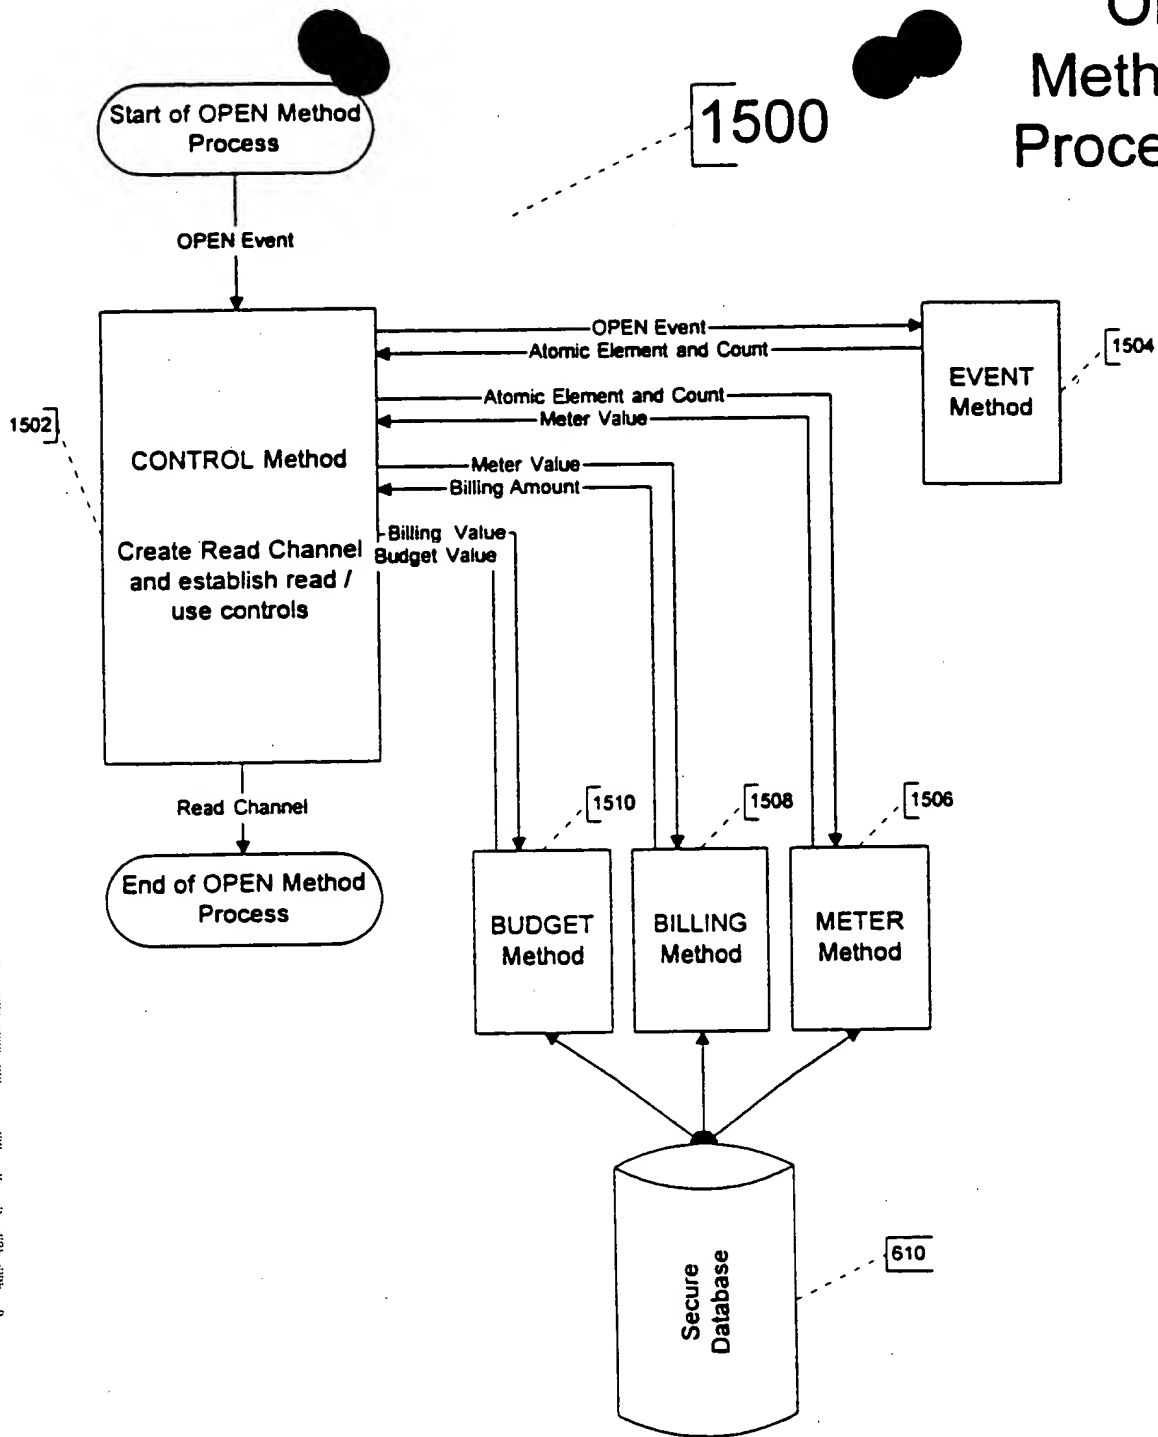 Meth
Proce
1500
Start of OPEN Method
Process
OPEN Event
OPEN Event
Atomic Element and Count
1504
EVENT
Method
Atomic Element and Count
Meter Value
1502
CONTROL Method
Meter Value
Billing Amount
Billing Value
Budget Value
Create Read Channel
and establish read /
use controls
Read Channel
1510
1508
1506
End of OPEN Method
Process
BUDGET
Method
BILLING
Method
METER
Method
610
Secure
Database